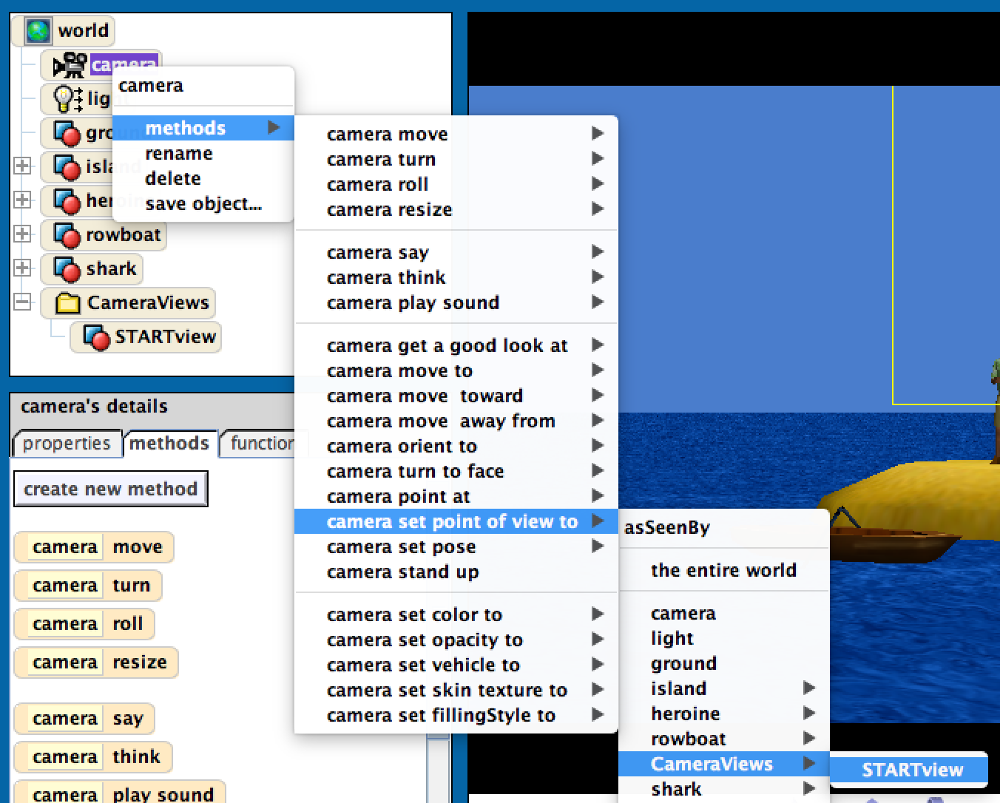 world
camera
light
ground
island
heroine
rowboat
shark
CameraViews
STARTview
camera
methods
rename
delete
save object...
camera's details
properties
methods
function
create new method
camera move
camera turn
camera roll
camera resize
camera say
camera think
camera play sound
camera move
camera turn
camera roll
camera resize
camera say
camera think
camera play sound
camera get a good look at
camera move to
camera move toward
camera move away from
camera orient to
camera turn to face
camera point at
camera set point of view to
camera set pose
camera stand up
camera set color to
camera set opacity to
camera set vehicle to
camera set skin texture to
camera set fillingStyle to
asSeenBy
the entire world
camera
light
ground
island
heroine
rowboat
CameraViews
shark
STARTview